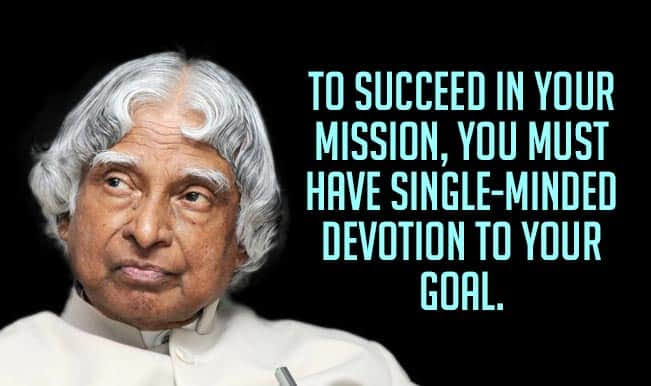 TO SUCCEED IN YOUR
MISSION, YOU MUST
HAVE SINGLE-MINDED
DEVOTION TO YOUR
GOAL.